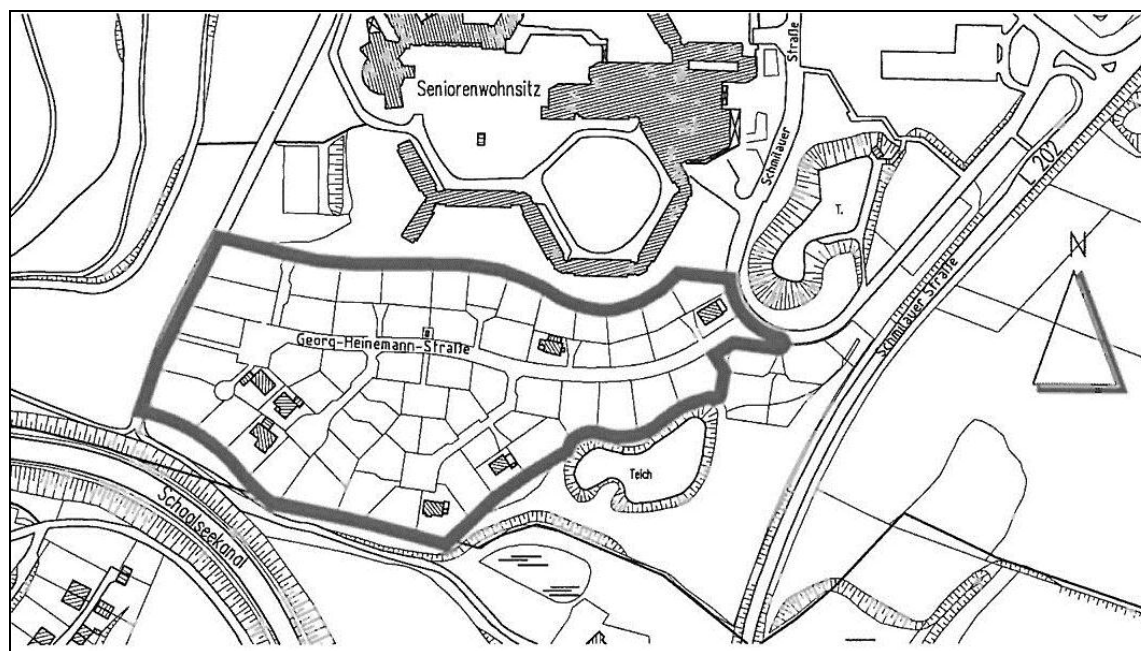 Seniorenwohnsitz
Schmilauer Straße
T.
L 202
Schmilauer Straße
N
Georg-Heinemann-Straße
Teich
Schaalseekanal